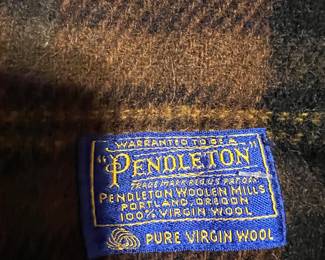 WARRANTED TO BE A
"PENDLETON"
TRADE MARK REG. U.S. PAT. OFF.
PENDLETON WOOLEN MILLS
PORTLAND, OREGON
100% VIRGIN WOOL
PURE VIRGIN WOOL